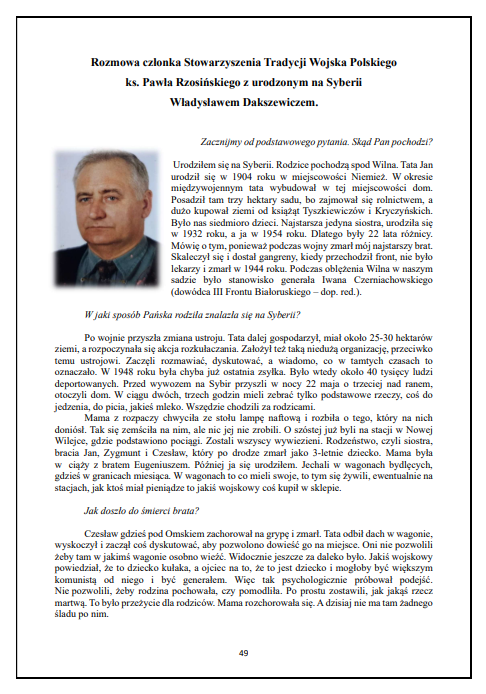 Rozmowa członka Stowarzyszenia Tradycji Wojska Polskiego
ks. Pawła Rzosińskiego z urodzonym na Syberii
Władysławem Dakszewiczem.
Zacznijmy od podstawowego pytania. Skąd Pan pochodzi?
Urodziłem się na Syberii. Rodzice pochodzą spod Wilna. Tata Jan
urodził się w 1904 roku w miejscowości Niemież. W okresie
międzywojennym tata wybudował w tej miejscowości dom.
Posadził tam trzy hektary sadu, bo zajmował się rolnictwem, a
dużo kupował ziemi od książąt Tyszkiewiczów i Kryczyńskich.
Było nas siedmioro dzieci. Najstarsza jedyna siostra, urodziła się
w 1932 roku, a ja w 1954 roku. Dlatego były 22 lata różnicy.
Mówię o tym, ponieważ podczas wojny zmarł mój najstarszy brat.
Skaleczył się i dostał gangreny, kiedy przechodził front, nie było
lekarzy i zmarł w 1944 roku. Podczas oblężenia Wilna w naszym
sadzie było stanowisko generała Iwana Czerniachowskiego
(dowódca III Frontu Białoruskiego – dop. red.).
W jaki sposób Pańska rodzila znalazła się na Syberii?
Po wojnie przyszła zmiana ustroju. Tata dalej gospodarzył, miał około 25-30 hektarów
ziemi, a rozpoczynała się akcja rozkułaczania. Założył też taką niedużą organizację, przeciwko
temu ustrojowi. Zaczęli rozmawiać, dyskutować, a wiadomo, co w tamtych czasach to
oznaczało. W 1948 roku była chyba już ostatnia zsyłka. Było wtedy około 40 tysięcy ludzi
deportowanych. Przed wywozem na Sybir przyszli w nocy 22 maja o trzeciej nad ranem,
otoczyli dom. W ciągu dwóch, trzech godzin mieli zebrać tylko podstawowe rzeczy, coś do
jedzenia, do picia, jakieś mleko. Wszędzie chodzili za rodzicami.
Mama z rozpaczy chwyciła ze stołu lampę naftową i rozbiła o tego, który na nich
doniósł. Tak się zemściła na nim, ale nic jej nie zrobili. O szóstej już byli na stacji w Nowej
Wilejce, gdzie podstawiono pociągi. Zostali wszyscy wywiezieni. Rodzeństwo, czyli siostra,
bracia Jan, Zygmunt i Czesław, który po drodze zmarł jako 3-letnie dziecko. Mama była
w ciąży z bratem Eugeniuszem. Później ja się urodziłem. Jechali w wagonach bydlęcych,
gdzieś w granicach miesiąca. W wagonach to co mieli swoje, to tym się żywili, ewentualnie na
stacjach, jak ktoś miał pieniądze to jakiś wojskowy coś kupił w sklepie.
Jak doszło do śmierci brata?
Czesław gdzieś pod Omskiem zachorował na grypę i zmarł. Tata odbił dach w wagonie,
wyskoczył i zaczął coś dyskutować, aby pozwolono dowieść go na miejsce. Oni nie pozwolili
żeby tam w jakimś wagonie osobno wieźć. Widocznie jeszcze za daleko było. Jakiś wojskowy
powiedział, że to dziecko kułaka, a ojciec na to, że to jest dziecko i mogłoby być większym
komunistą od niego i być generałem. Więc tak psychologicznie próbował podejść.
Nie pozwolili, żeby rodzina pochowała, czy pomodliła. Po prostu zostawili, jak jakąś rzecz
martwą. To było przeżycie dla rodziców. Mama rozchorowała się. A dzisiaj nie ma tam żadnego
śladu po nim.
49